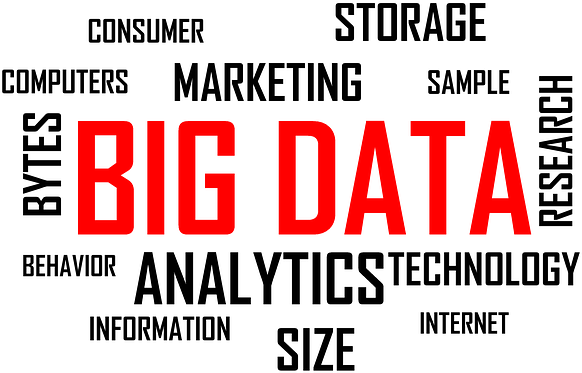 CONSUMER
STORAGE
COMPUTERS
MARKETING
SAMPLE
BYTES
BIG DATA
RESEARCH
BEHAVIOR
ANALYTICS
TECHNOLOGY
INFORMATION
SIZE
INTERNET